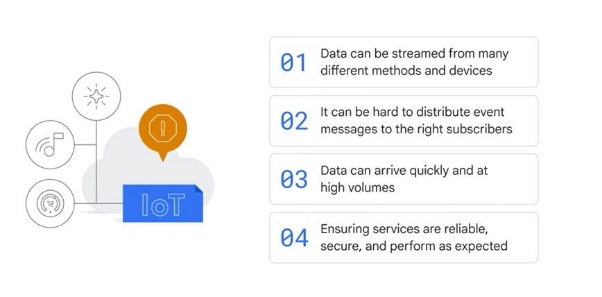 01
Data can be streamed from many
different methods and devices
02
It can be hard to distribute event
messages to the right subscribers
03
Data can arrive quickly and at
high volumes
04
Ensuring services are reliable,
secure, and perform as expected
IoT
72